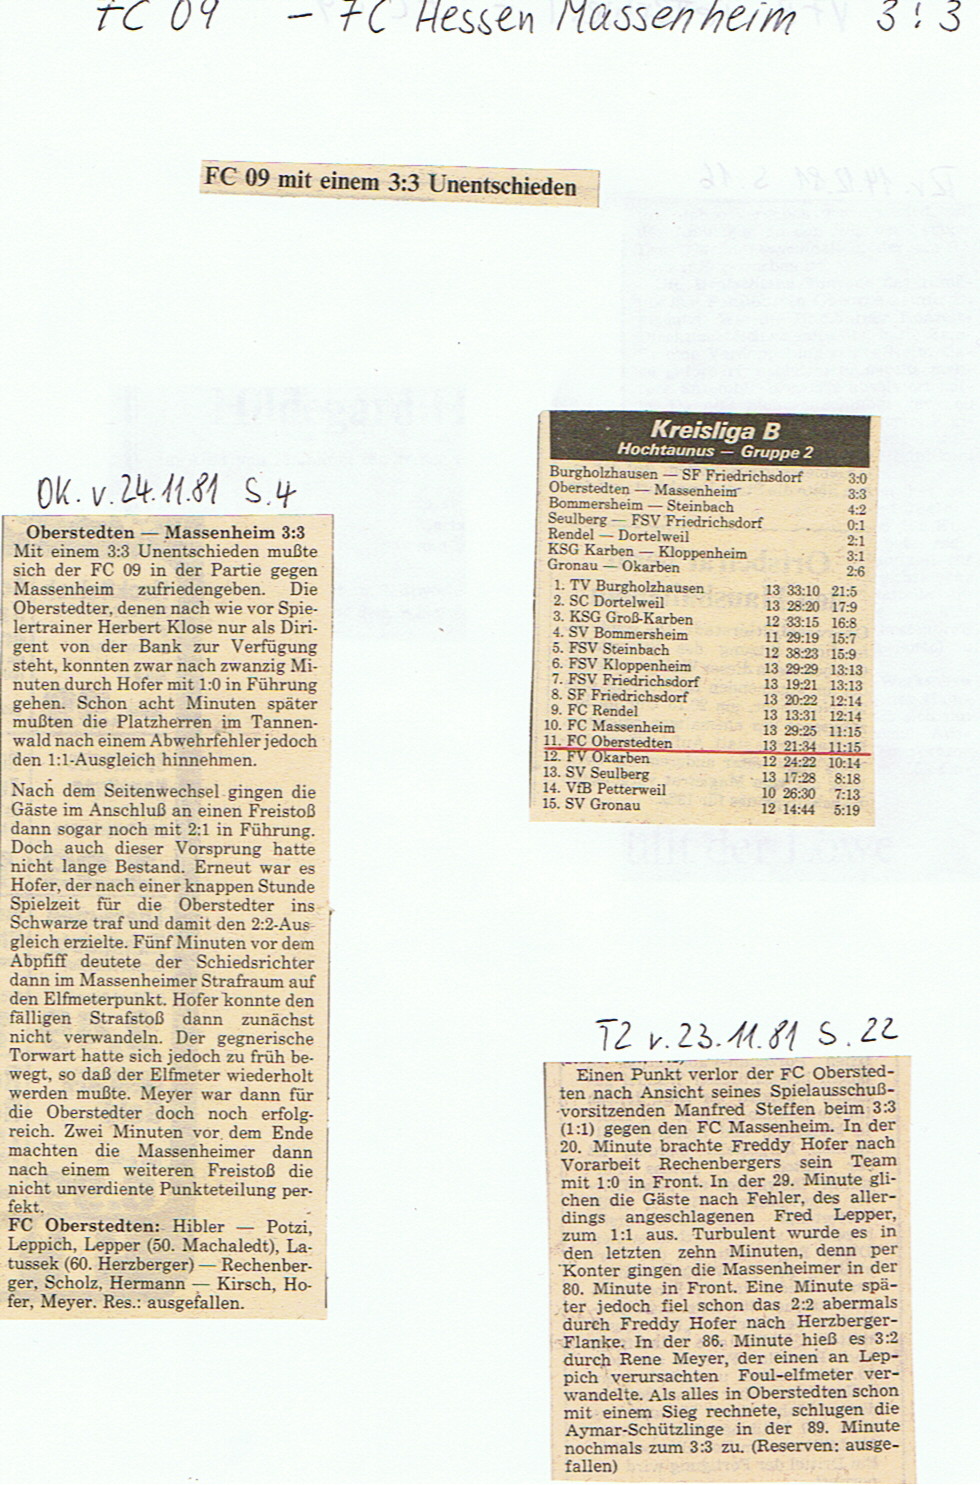 FC 09 – FC Hessen Massenheim 3:3
FC 09 mit einem 3:3 Unentschieden
OK. v. 24.11.81 S.4
Oberstedten — Massenheim 3:3
Mit einem 3:3 Unentschieden mußte
sich der FC 09 in der Partie gegen
Massenheim zufriedengeben. Die
Oberstedter, denen nach wie vor Spie-
lertrainer Herbert Klose nur als Diri-
gent von der Bank zur Verfügung
steht, konnten zwar nach zwanzig Mi-
nuten durch Hofer mit 1:0 in Führung
gehen. Schon acht Minuten später
mußten die Platzherren im Tannen-
wald nach einem Abwehrfehler jedoch
den 1:1-Ausgleich hinnehmen.
Nach dem Seitenwechsel gingen die
Gäste im Anschluß an einen Freistoß
dann sogar noch mit 2:1 in Führung.
Doch auch dieser Vorsprung hatte
nicht lange Bestand. Erneut war es
Hofer, der nach einer knappen Stunde
Spielzeit für die Oberstedter ins
Schwarze traf und damit den 2:2-Aus-
gleich erzielte. Fünf Minuten vor dem
Abpfiff deutete der Schiedsrichter
dann im Massenheimer Strafraum auf
den Elfmeterpunkt. Hofer konnte den
fälligen Strafstoß dann zunächst
nicht verwandeln. Der gegnerische
Torwart hatte sich jedoch zu früh be-
wegt, so daß der Elfmeter wiederholt
werden mußte. Meyer war dann für
die Oberstedter doch noch erfolg-
reich. Zwei Minuten vor dem Ende
machten die Massenheimer dann
nach einem weiteren Freistoß die
nicht unverdiente Punkteteilung per-
fekt.
FC Oberstedten: Hibler — Potzi,
Leppich, Lepper (50. Machaledt), La-
tussek (60. Herzberger) — Rechenber-
ger, Scholz, Hermann — Kirsch, Ho-
fer, Meyer. Res.: ausgefallen.
Kreisliga B
Hochtaunus — Gruppe 2
Burgholzhausen — SF Friedrichsdorf 3:0
Oberstedten — Massenheim 3:3
Bommersheim — Steinbach 4:2
Seulberg — FSV Friedrichsdorf 0:1
Rendel — Dortelweil 2:1
KSG Karben — Kloppenheim 3:1
Gronau — Okarben 2:6
1. TV Burgholzhausen 13 33:10 21:5
2. SC Dortelweil 13 28:20 17:9
3. KSG Groß-Karben 12 33:15 16:8
4. SV Bommersheim 11 29:19 15:7
5. FSV Steinbach 12 38:23 15:9
6. FSV Kloppenheim 13 29:29 13:13
7. FSV Friedrichsdorf 13 19:21 13:13
8. SF Friedrichsdorf 13 20:22 12:14
9. FC Rendel 13 13:31 12:14
10. FC Massenheim 13 29:25 11:15
11. FC Oberstedten 13 21:34 11:15
12. FV Okarben 12 24:22 10:14
13. SV Seulberg 13 17:28 8:18
14. VfB Petterweil 10 26:30 7:13
15. SV Gronau 12 14:44 5:19
TZ v. 23.11.81 S. 22
Einen Punkt verlor der FC Oberstед-
ten nach Ansicht seines Spielausschuß-
vorsitzenden Manfred Steffen beim 3:3
(1:1) gegen den FC Massenheim. In der
20. Minute brachte Freddy Hofer nach
Vorarbeit Rechenbergers sein Team
mit 1:0 in Front. In der 29. Minute gli-
chen die Gäste nach Fehler, des aller-
dings angeschlagenen Fred Lepper,
zum 1:1 aus. Turbulent wurde es in
den letzten zehn Minuten, denn per
Konter gingen die Massenheimer in der
80. Minute in Front. Eine Minute spä-
ter jedoch fiel schon das 2:2 abermals
durch Freddy Hofer nach Herzberger-
Flanke. In der 86. Minute hieß es 3:2
durch Rene Meyer, der einen an Lep-
pich verursachten Foul-elfmeter ver-
wandelte. Als alles in Oberstedten schon
mit einem Sieg rechnete, schlugen die
Aymar-Schützlinge in der 89. Minute
nochmals zum 3:3 zu. (Reserven: ausge-
fallen)